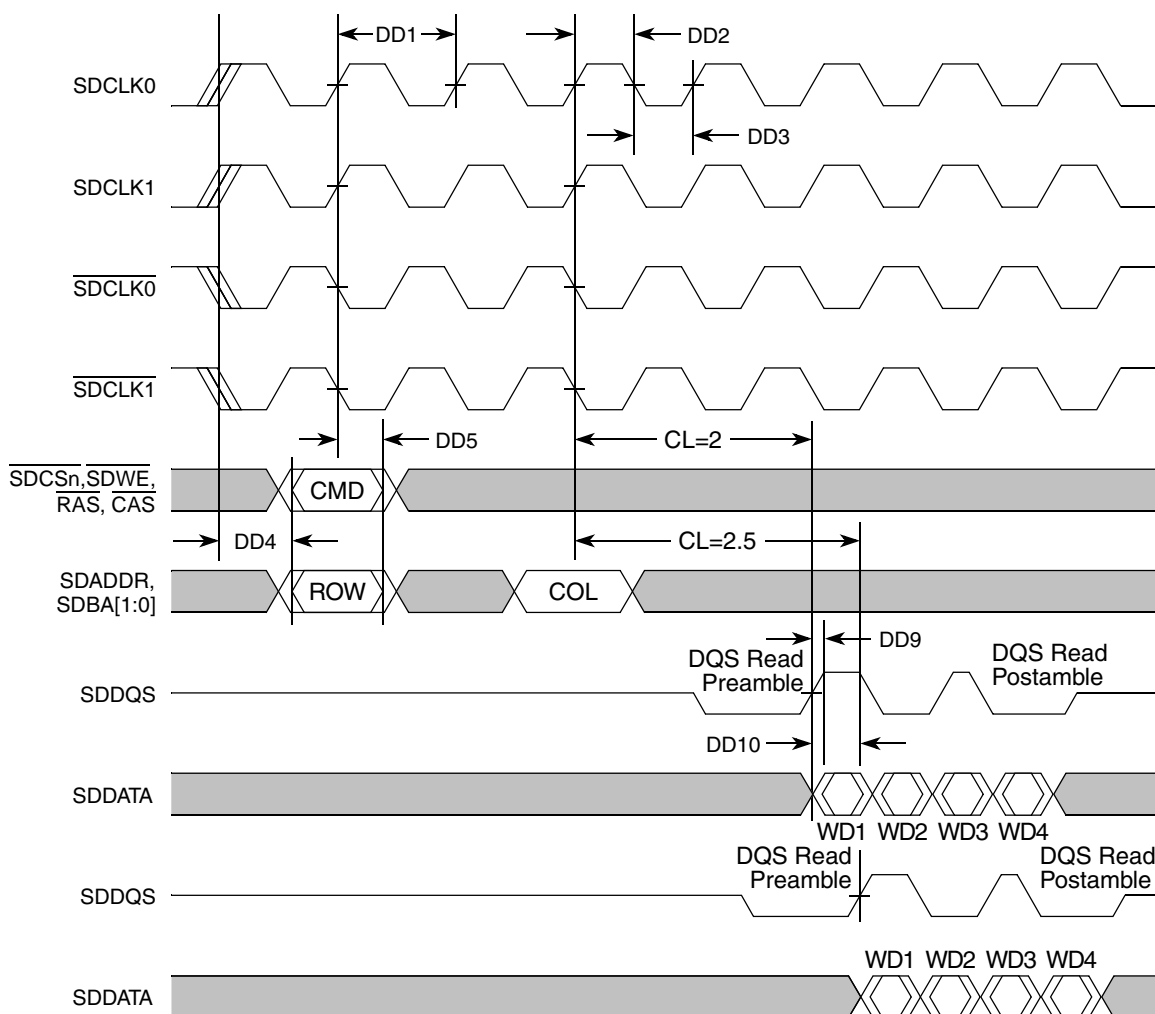 DD1
DD2
SDCLK0
DD3
SDCLK1
SDCLK0
SDCLK1
DD5
CL=2
SDCSn,SDWE,
RAS, CAS
CMD
DD4
CL=2.5
SDADDR,
SDBA[1:0]
ROW
COL
DD9
DQS Read
Preamble
DQS Read
Postamble
SDDQS
DD10
SDDATA
WD1 WD2 WD3 WD4
DQS Read
Preamble
DQS Read
Postamble
SDDQS
WD1 WD2 WD3 WD4
SDDATA